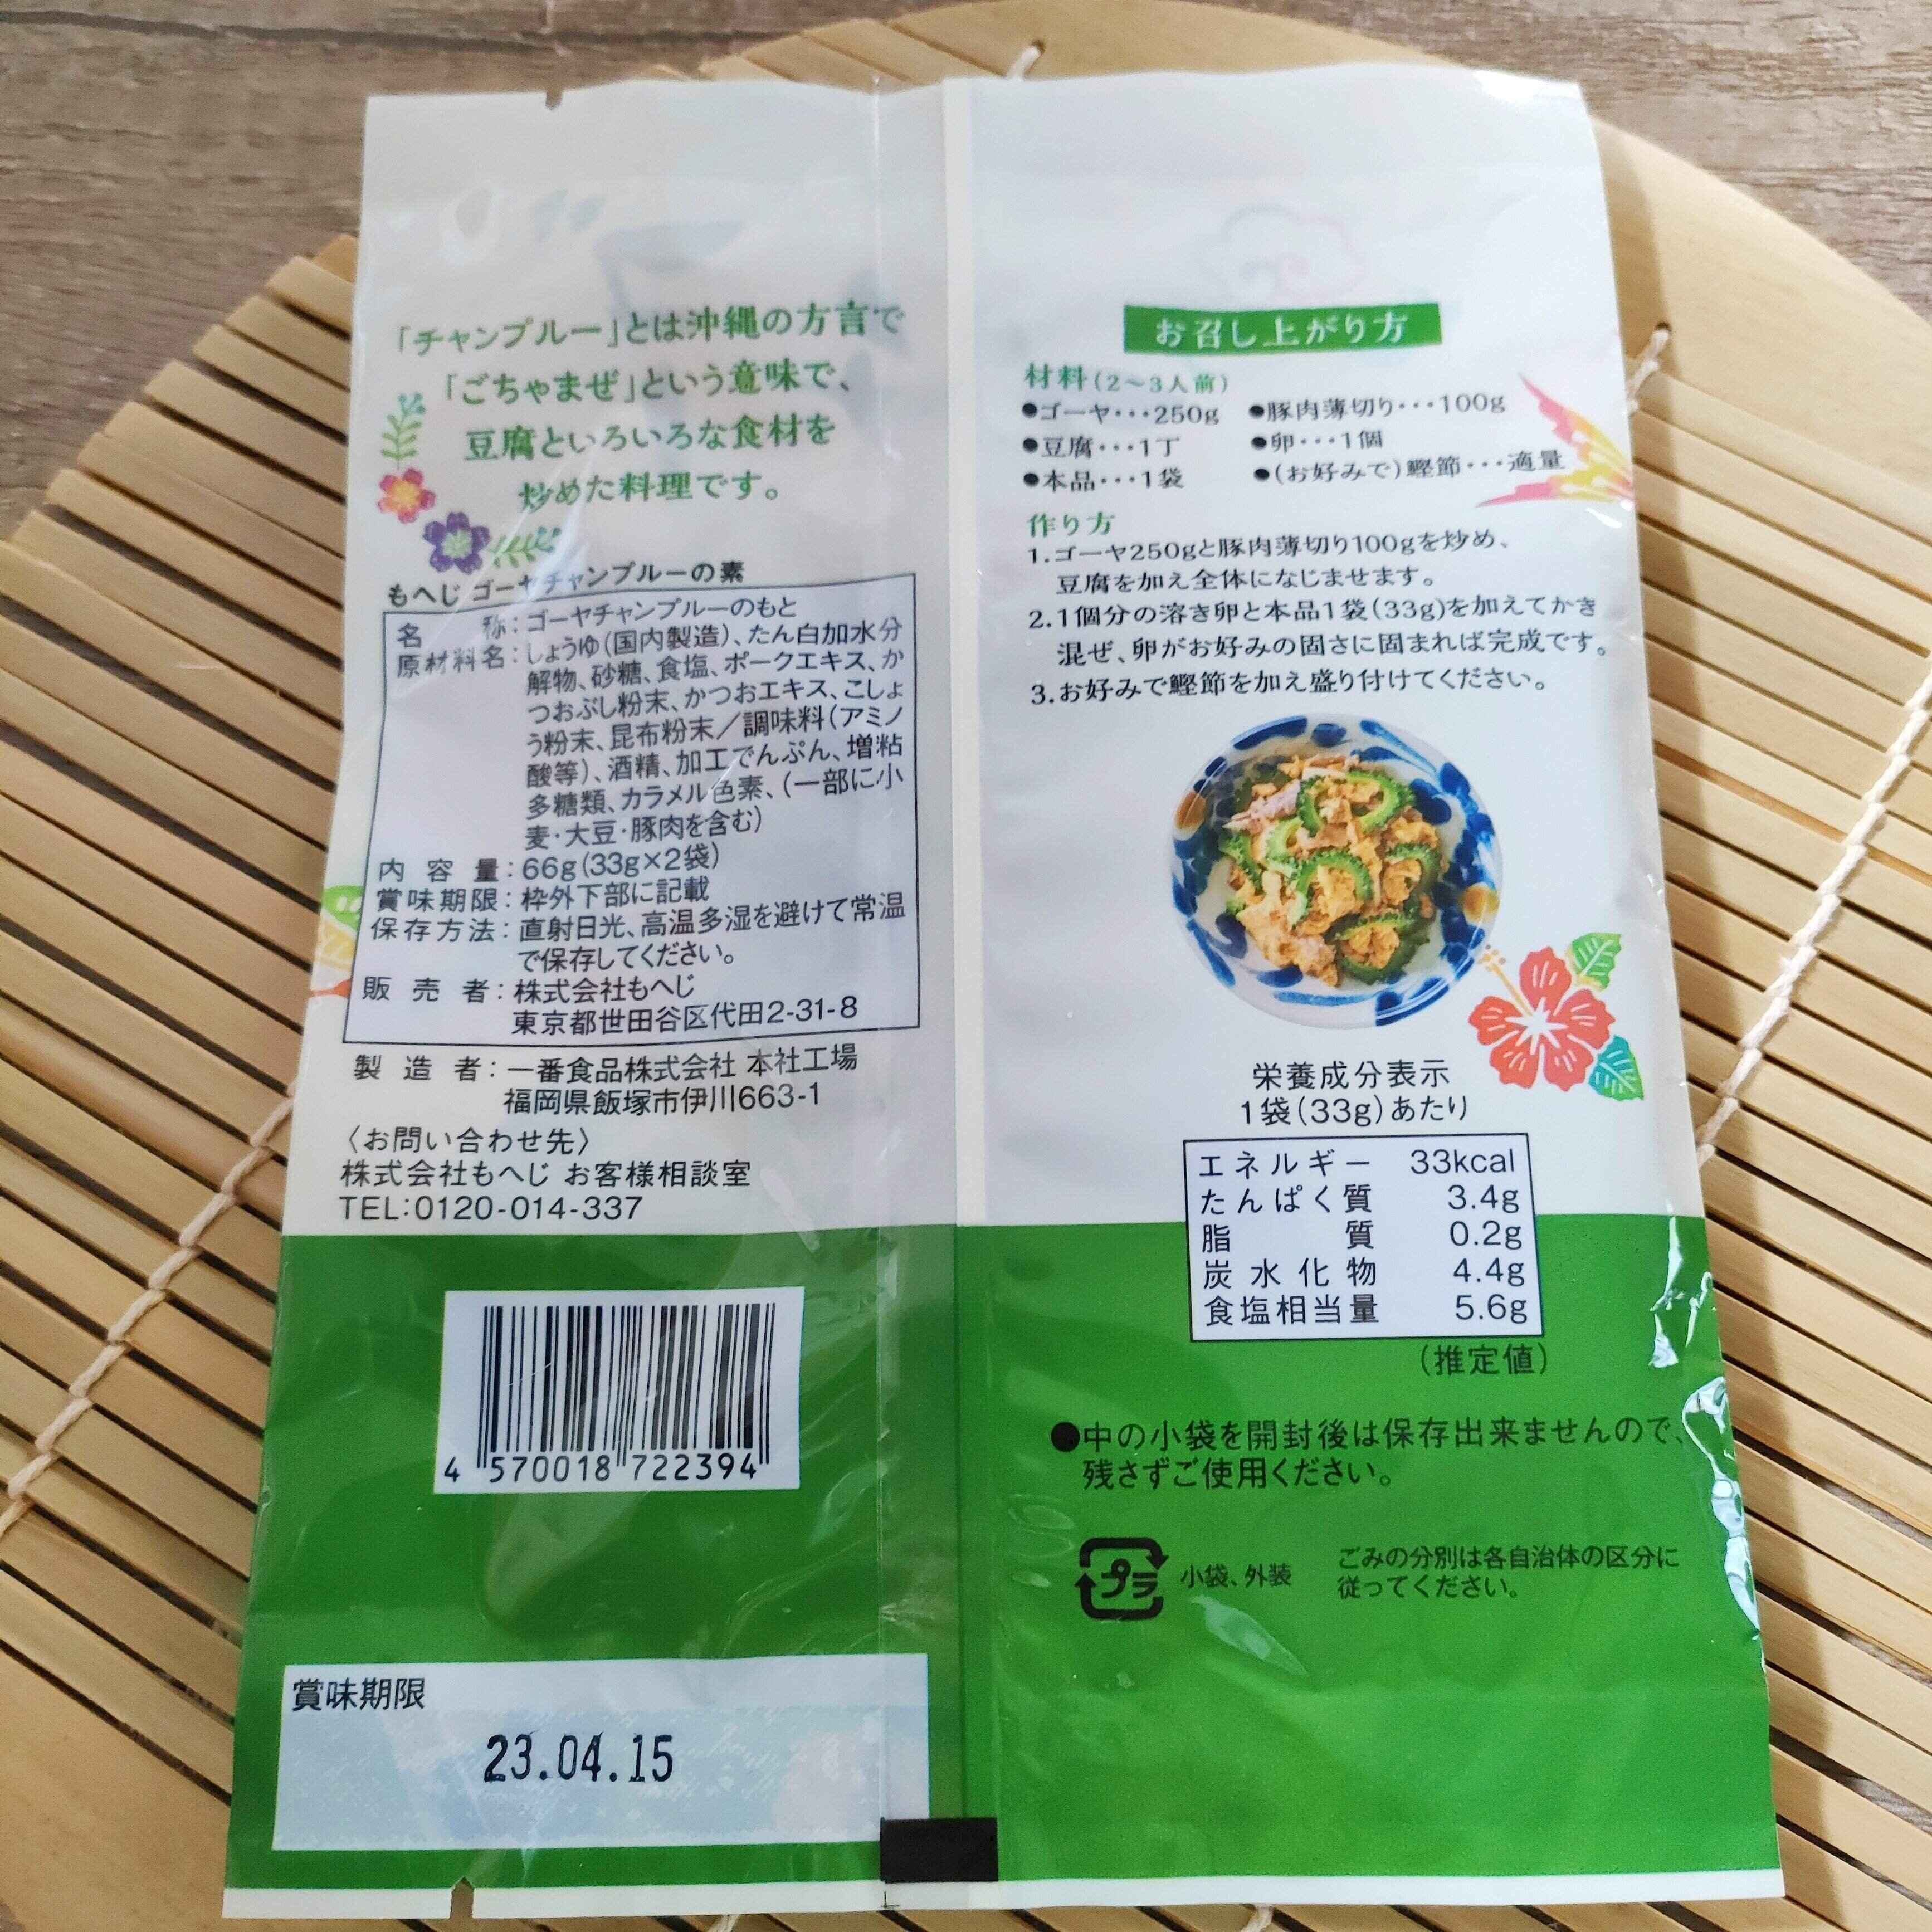 「チャンプルー」とは沖縄の方言で
「ごちゃまぜ」という意味で、
豆腐といろいろな食材を
炒めた料理です。
もへじ ゴーヤチャンプルーの素
名称：ゴーヤチャンプルーのもと
原材料名：しょうゆ(国内製造)、たん白加水分
解物、砂糖、食塩、ポークエキス、か
つおぶし粉末、かつおエキス、こしょ
う粉末、昆布粉末／調味料(アミノ
酸等)、酒精、加工でんぷん、増粘
多糖類、カラメル色素、(一部に小
麦・大豆・豚肉を含む)
内容量：66g(33g×2袋)
賞味期限：枠外下部に記載
保存方法：直射日光、高温多湿を避けて常温
で保存してください。
販売者：株式会社もへじ
東京都世田谷区代田2-31-8
製造者：一番食品株式会社 本社工場
福岡県飯塚市伊川663-1
〈お問い合わせ先〉
株式会社もへじ お客様相談室
TEL:0120-014-337
4 570018 722394
賞味期限
23.04.15
お召し上がり方
材料(2〜3人前)
●ゴーヤ・・・250g ●豚肉薄切り・・・100g
●豆腐・・・1丁 ●卵・・・1個
●本品・・・1袋 ●(お好みで)鰹節・・・適量
作り方
1.ゴーヤ250gと豚肉薄切り100gを炒め、
豆腐を加え全体になじませます。
2.1個分の溶き卵と本品1袋(33g)を加えてかき
混ぜ、卵がお好みの固さに固まれば完成です。
3.お好みで鰹節を加え盛り付けてください。
栄養成分表示
1袋(33g)あたり
エネルギー 33kcal
たんぱく質 3.4g
脂質 0.2g
炭水化物 4.4g
食塩相当量 5.6g
(推定値)
●中の小袋を開封後は保存出来ませんので、
残さずご使用ください。
プラ 小袋、外装
ごみの分別は各自治体の区分に
従ってください。